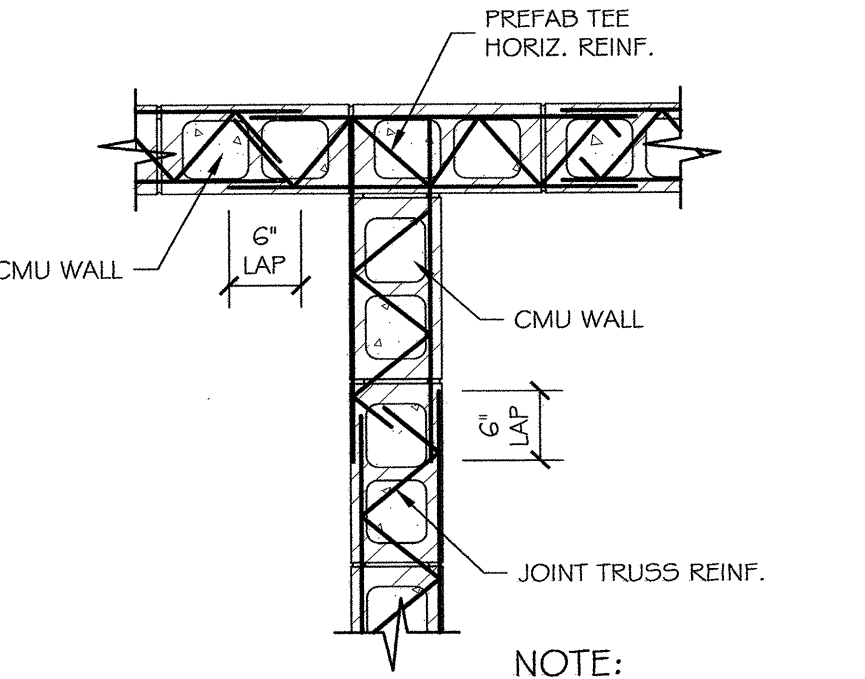 PREFAB TEE
HORIZ. REINF.
CMU WALL
6"
LAP
CMU WALL
6"
LAP
JOINT TRUSS REINF.
NOTE: